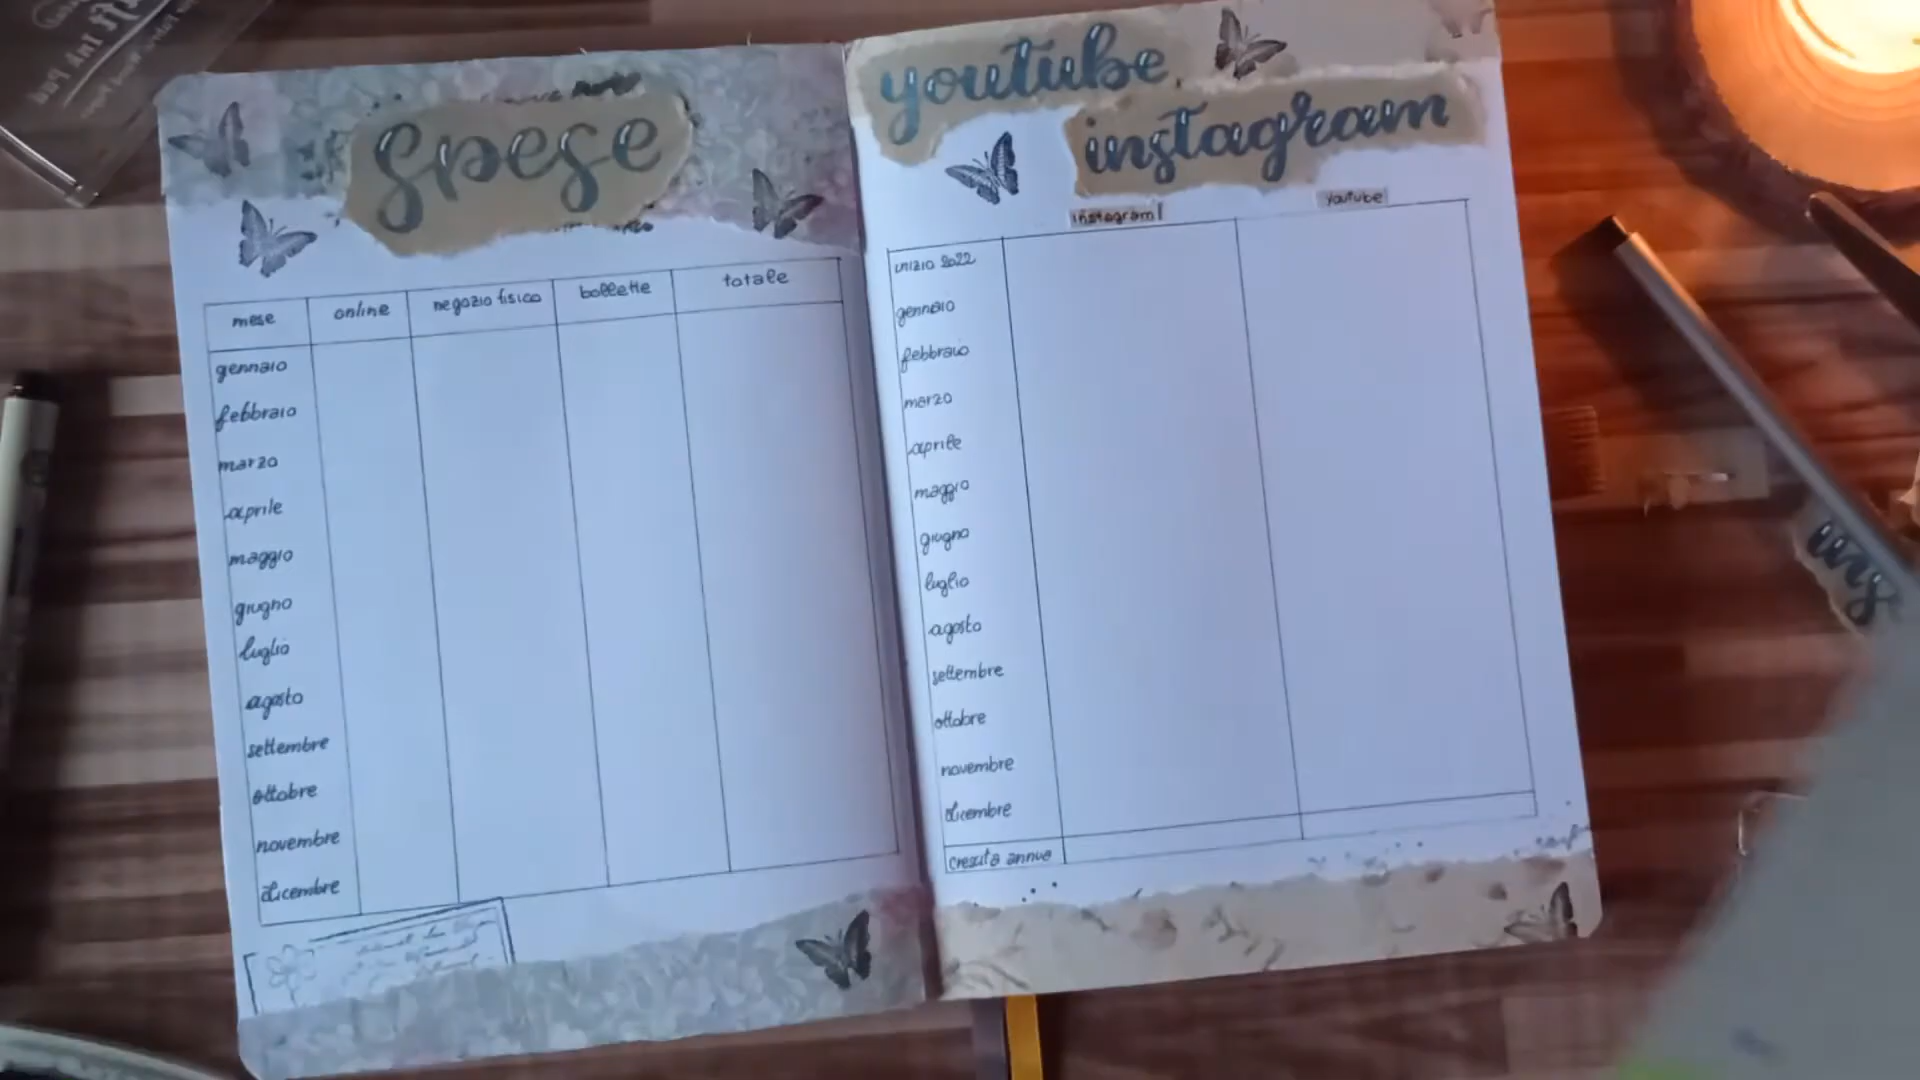 spese
mese online negozio fisico bollette totale
gennaio
febbraio
marzo
aprile
maggio
giugno
luglio
agosto
settembre
ottobre
novembre
dicembre
youtube
instagram
instagram youtube
inizio 2022
gennaio
febbraio
marzo
aprile
maggio
giugno
luglio
agosto
settembre
ottobre
novembre
dicembre
crescita annua